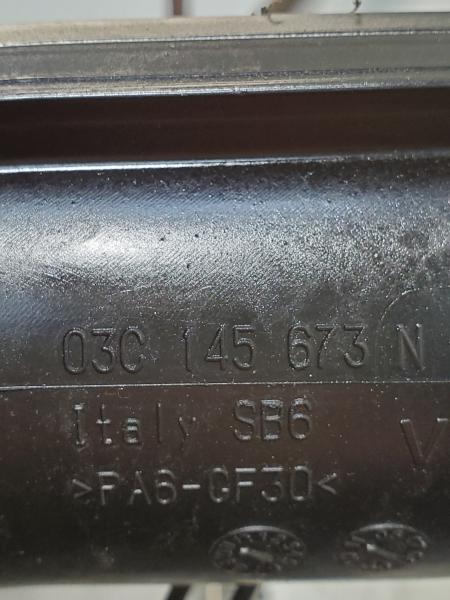 03C 145 673 N
Italy SB6
V
>PA6-GF30<